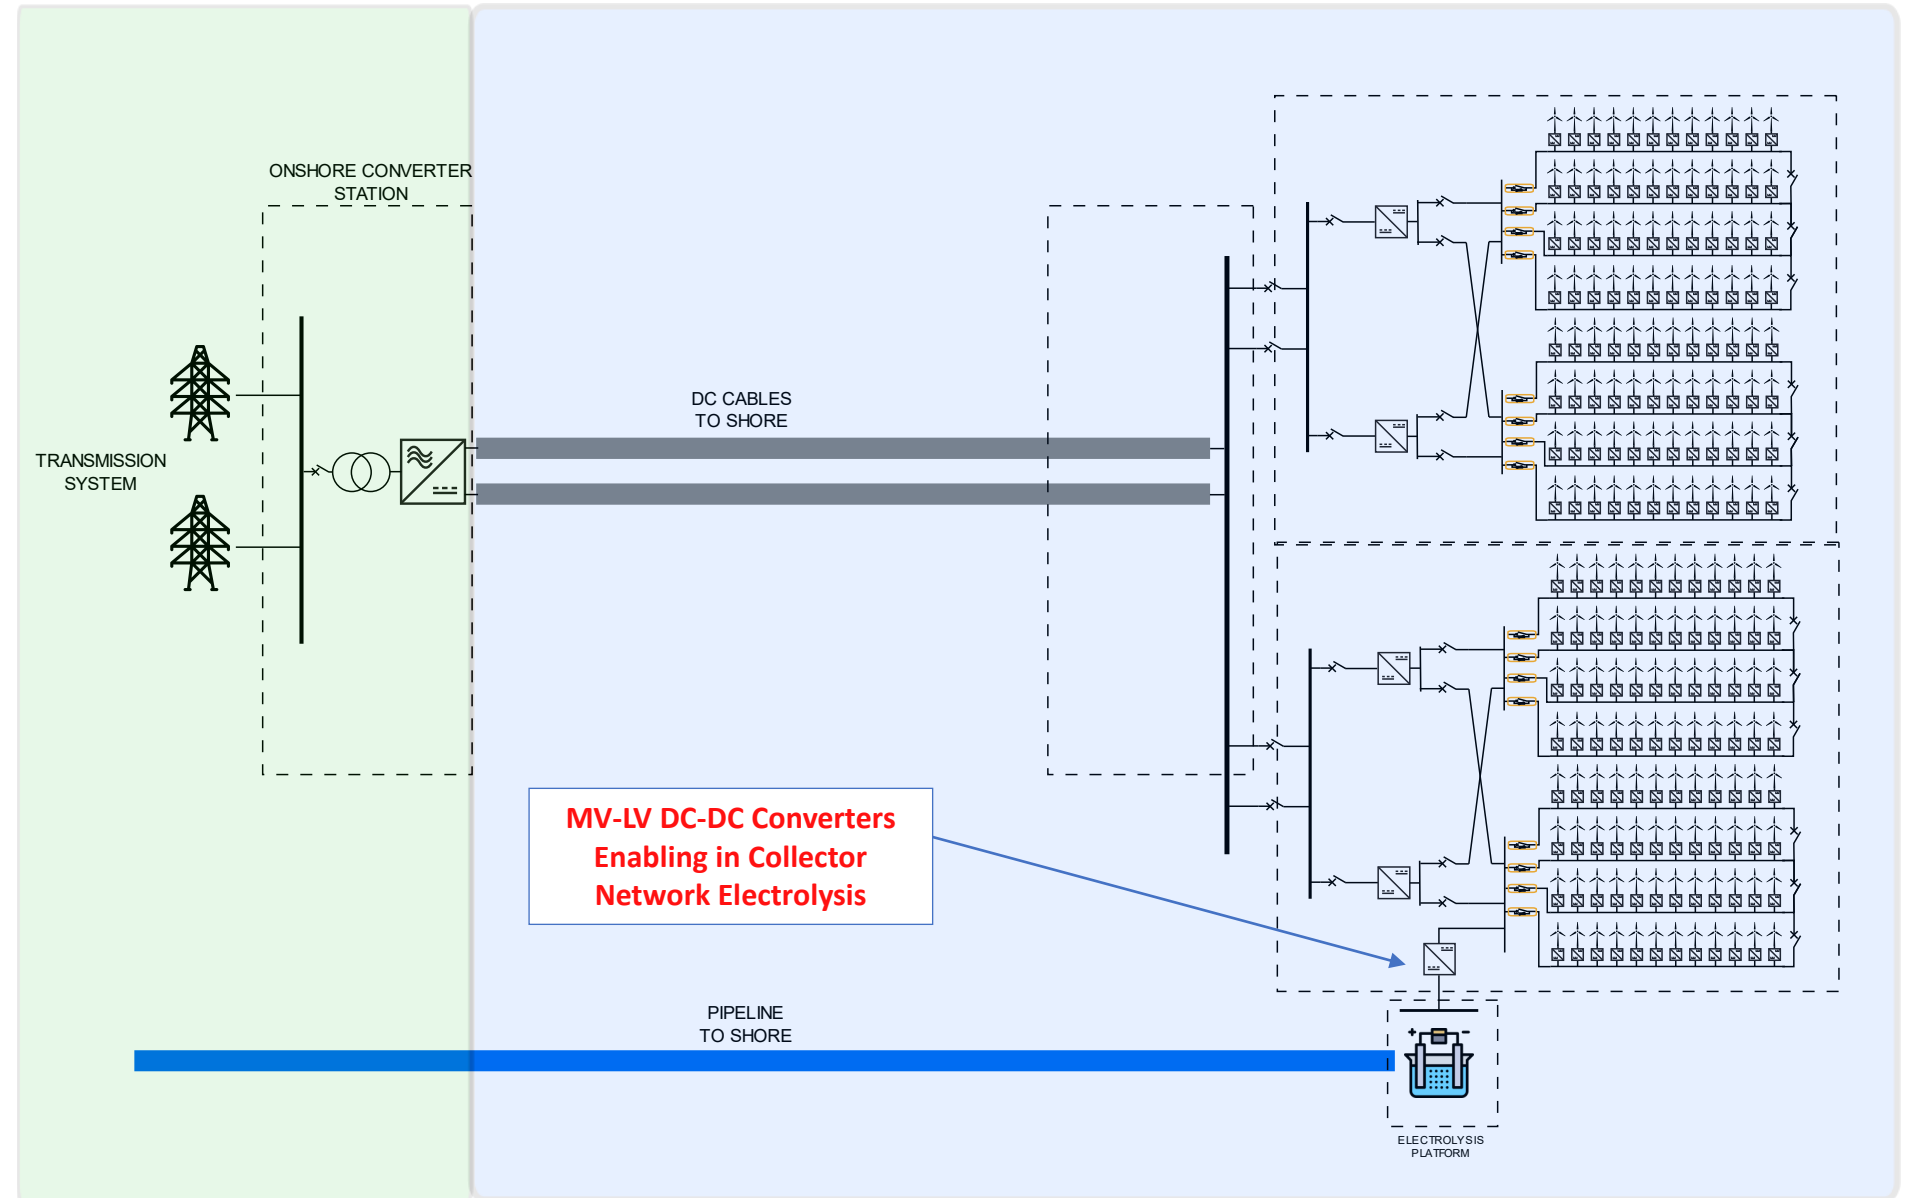 ONSHORE CONVERTER
STATION
DC CABLES
TO SHORE
TRANSMISSION
SYSTEM
MV-LV DC-DC Converters
Enabling in Collector
Network Electrolysis
PIPELINE
TO SHORE
+ −
ELECTROLYSIS
PLATFORM